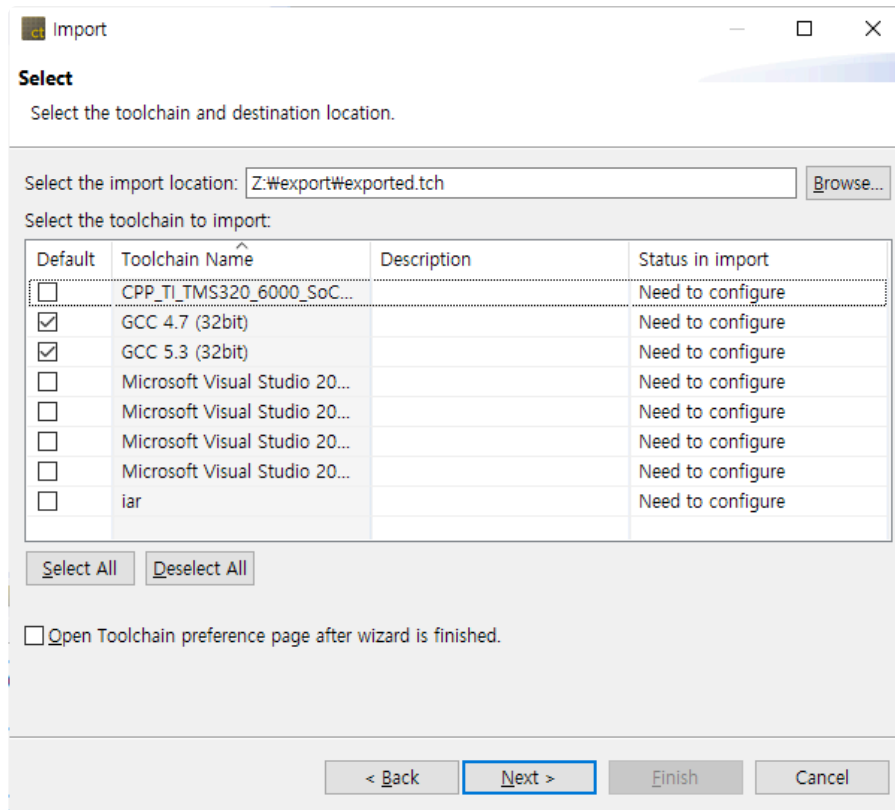 ct Import
Select
Select the toolchain and destination location.
Select the import location: Z:₩export₩exported.tch Browse...
Select the toolchain to import:
Default Toolchain Name Description Status in import
CPP_TI_TMS320_6000_SoC... Need to configure
GCC 4.7 (32bit) Need to configure
GCC 5.3 (32bit) Need to configure
Microsoft Visual Studio 20... Need to configure
Microsoft Visual Studio 20... Need to configure
Microsoft Visual Studio 20... Need to configure
Microsoft Visual Studio 20... Need to configure
iar Need to configure
Select All Deselect All
Open Toolchain preference page after wizard is finished.
< Back Next > Finish Cancel